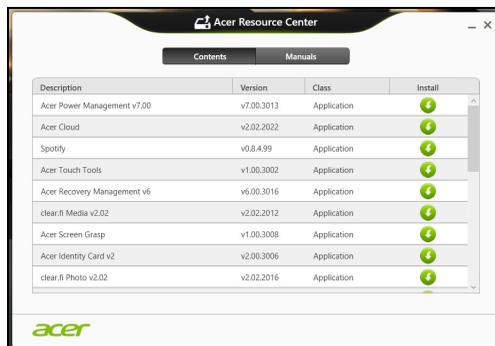 Acer Resource Center
Contents Manuals
Description Version Class Install
Acer Power Management v7.00 v7.00.3013 Application
Acer Cloud v2.02.2022 Application
Spotify v0.8.4.99 Application
Acer Touch Tools v1.00.3002 Application
Acer Recovery Management v6 v6.00.3016 Application
clear.fi Media v2.02 v2.02.2012 Application
Acer Screen Grasp v1.00.3008 Application
Acer Identity Card v2 v2.00.3006 Application
clear.fi Photo v2.02 v2.02.2016 Application
acer